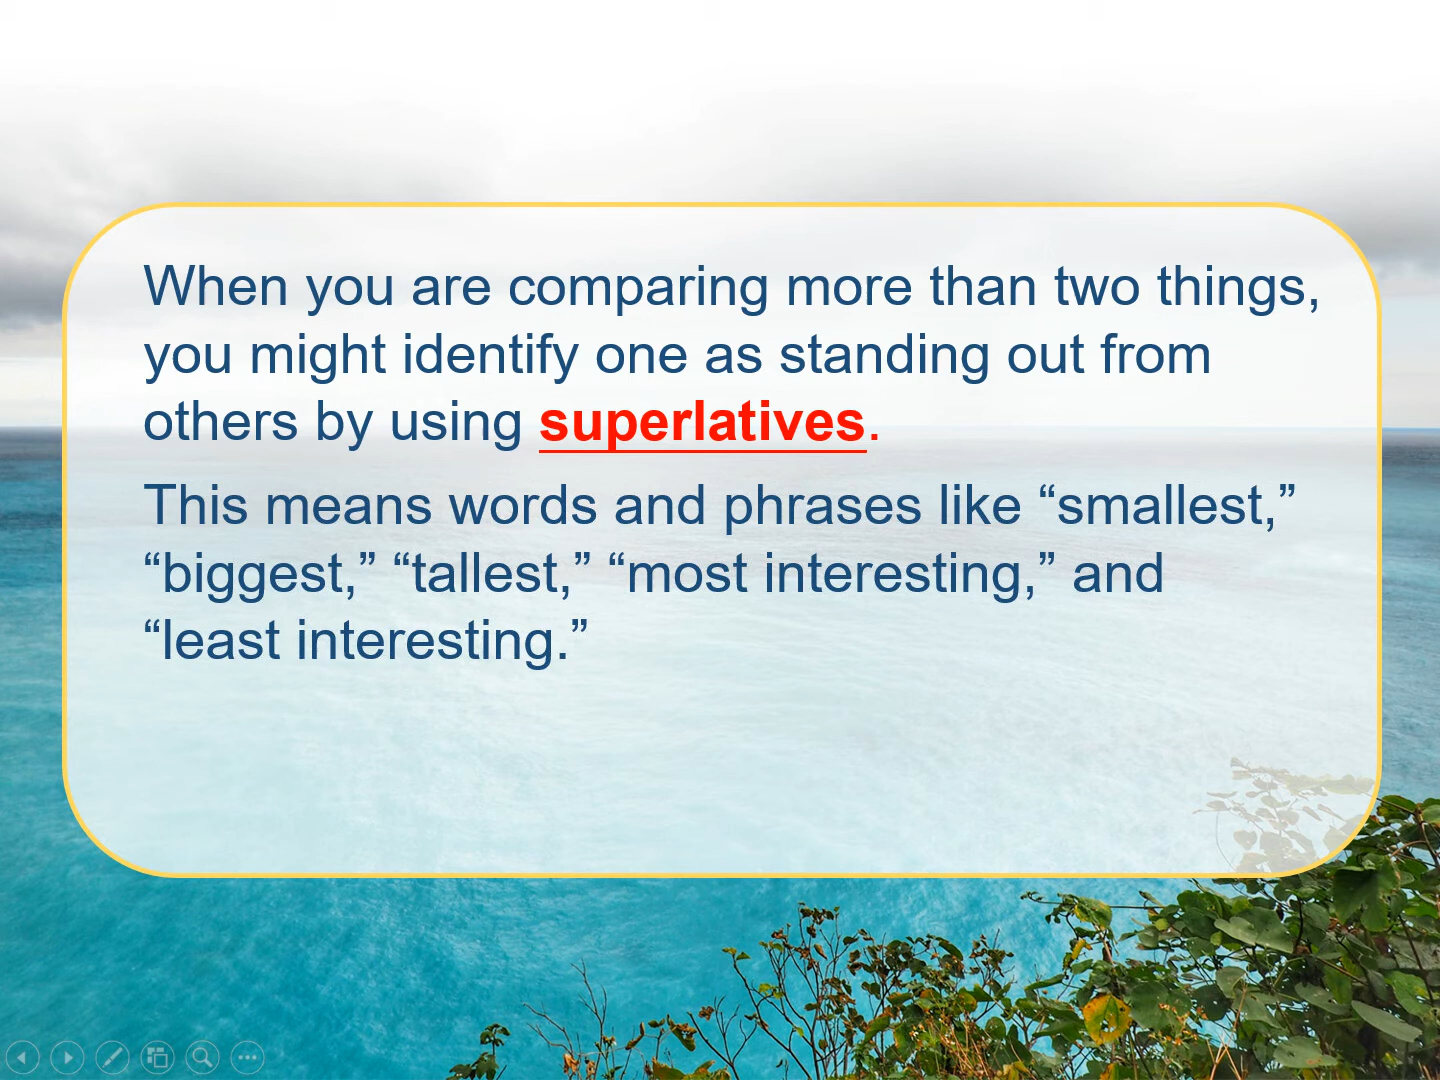 When you are comparing more than two things,
you might identify one as standing out from
others by using superlatives.
This means words and phrases like “smallest,”
“biggest,” “tallest,” “most interesting,” and
“least interesting.”